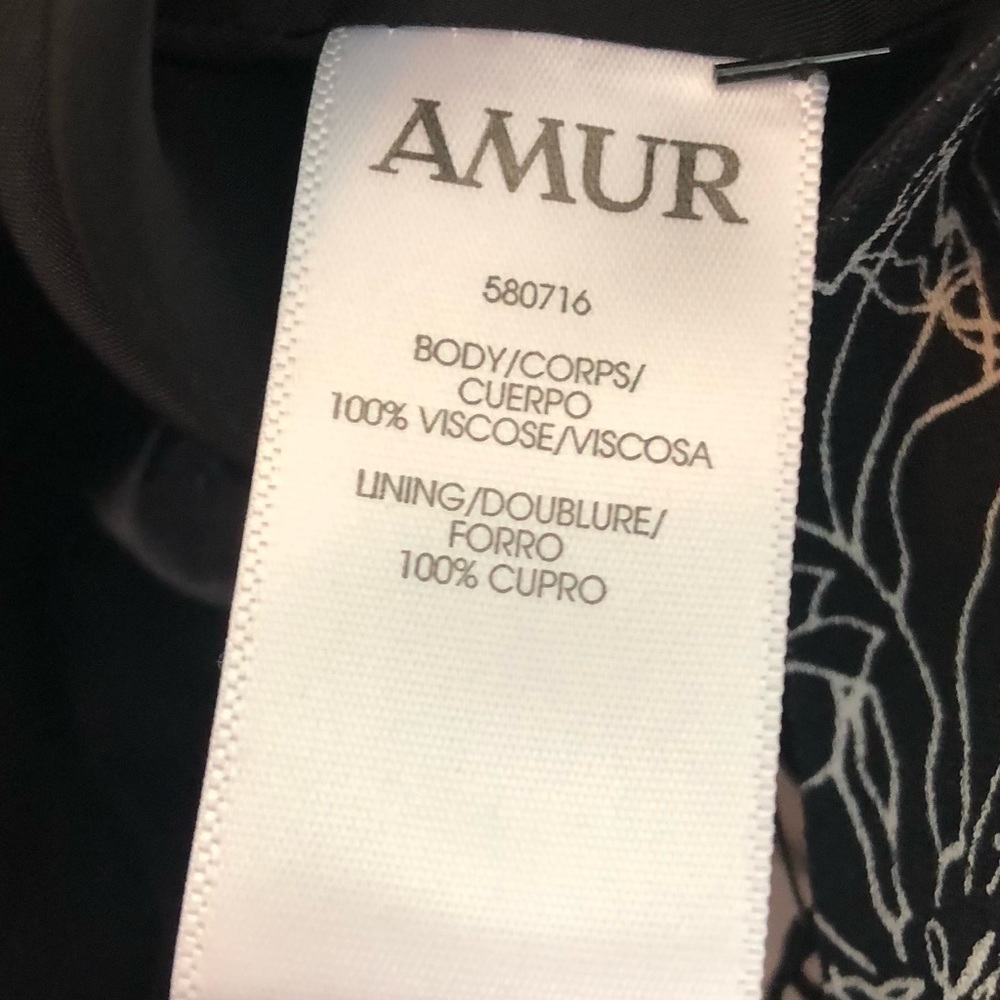 AMUR
580716
BODY/CORPS/
CUERPO
100% VISCOSE/VISCOSA
LINING/DOUBLURE/
FORRO
100% CUPRO